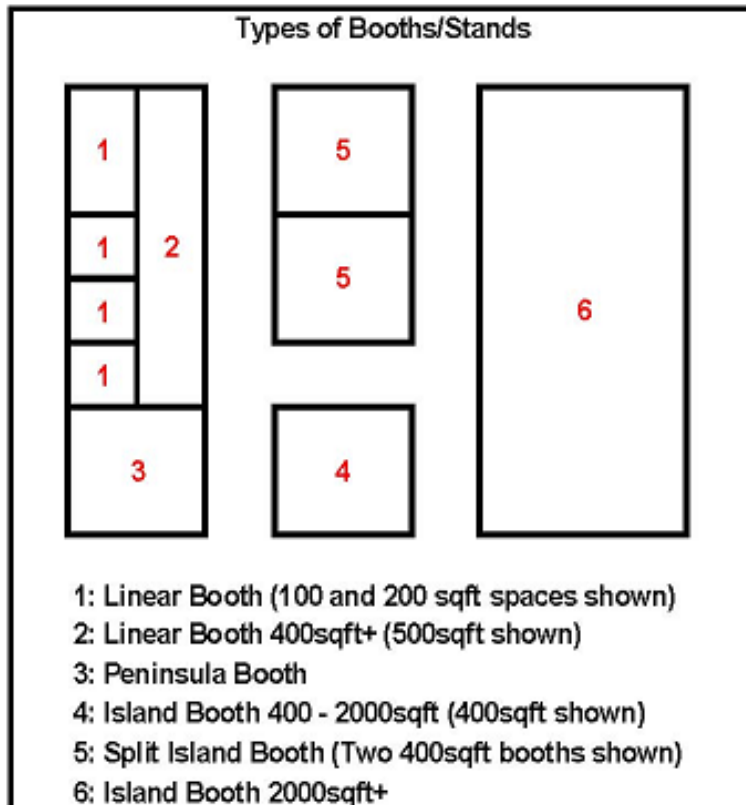 Types of Booths/Stands
1
5
1
2
5
1
6
1
3
4
1: Linear Booth (100 and 200 sqft spaces shown)
2: Linear Booth 400sqft+ (500sqft shown)
3: Peninsula Booth
4: Island Booth 400 - 2000sqft (400sqft shown)
5: Split Island Booth (Two 400sqft booths shown)
6: Island Booth 2000sqft+